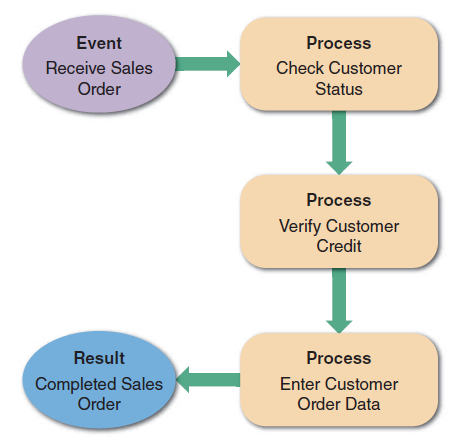 Event
Receive Sales
Order
Process
Check Customer
Status
Process
Verify Customer
Credit
Process
Enter Customer
Order Data
Result
Completed Sales
Order